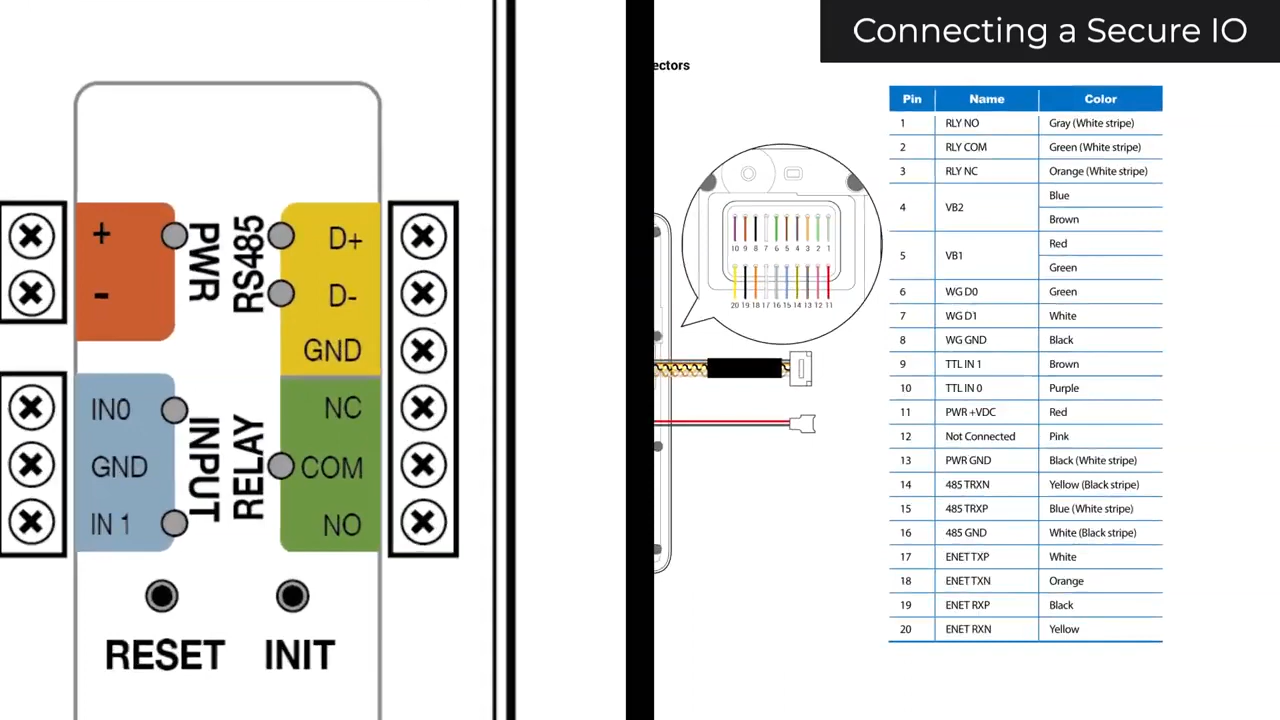 Connecting a Secure IO
+
-
PWR
RS485
D+
D-
GND
IN0
GND
IN 1
INPUT
RELAY
NC
COM
NO
RESET
INIT
ectors
10 9 8 7 6 5 4 3 2 1
20 19 18 17 16 15 14 13 12 11
Pin Name Color
1 RLY NO Gray (White stripe)
2 RLY COM Green (White stripe)
3 RLY NC Orange (White stripe)
4 VB2 Blue
Brown
5 VB1 Red
Green
6 WG D0 Green
7 WG D1 White
8 WG GND Black
9 TTL IN 1 Brown
10 TTL IN 0 Purple
11 PWR +VDC Red
12 Not Connected Pink
13 PWR GND Black (White stripe)
14 485 TRXN Yellow (Black stripe)
15 485 TRXP Blue (White stripe)
16 485 GND White (Black stripe)
17 ENET TXP White
18 ENET TXN Orange
19 ENET RXP Black
20 ENET RXN Yellow